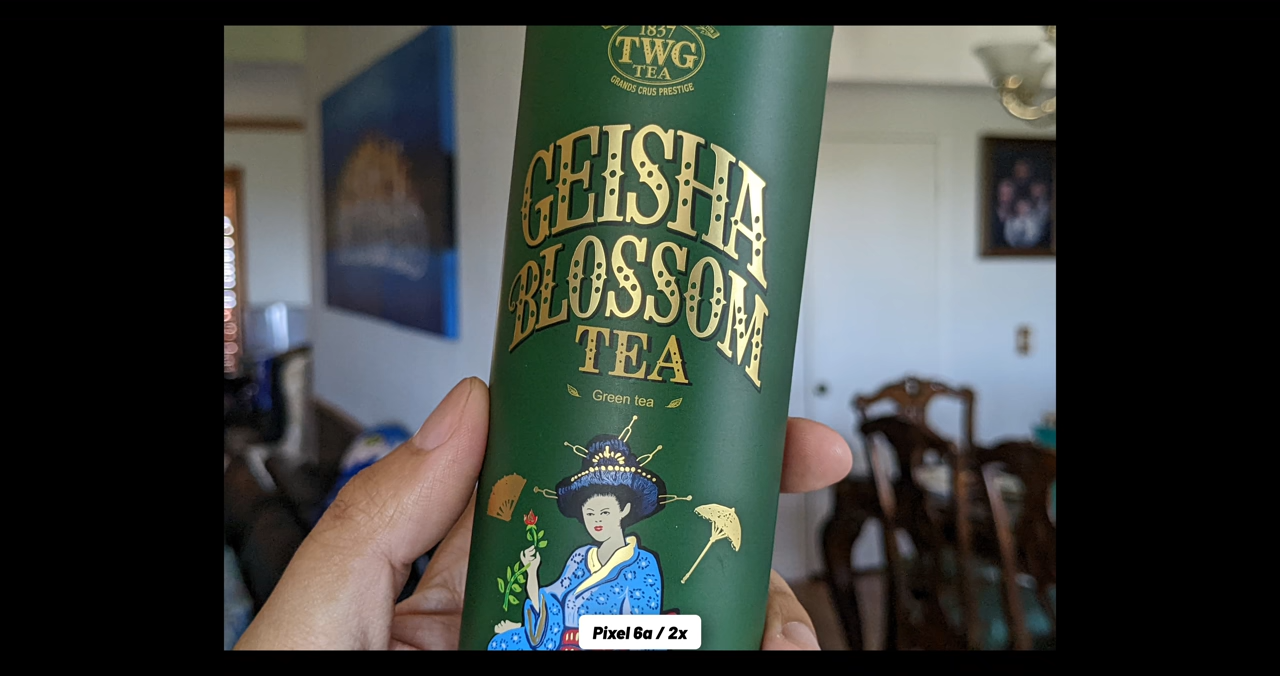 1837
TWG
TEA
GRANDS CRUS PRESTIGE
GEISHA
BLOSSOM
TEA
Green tea
Pixel 6a / 2x